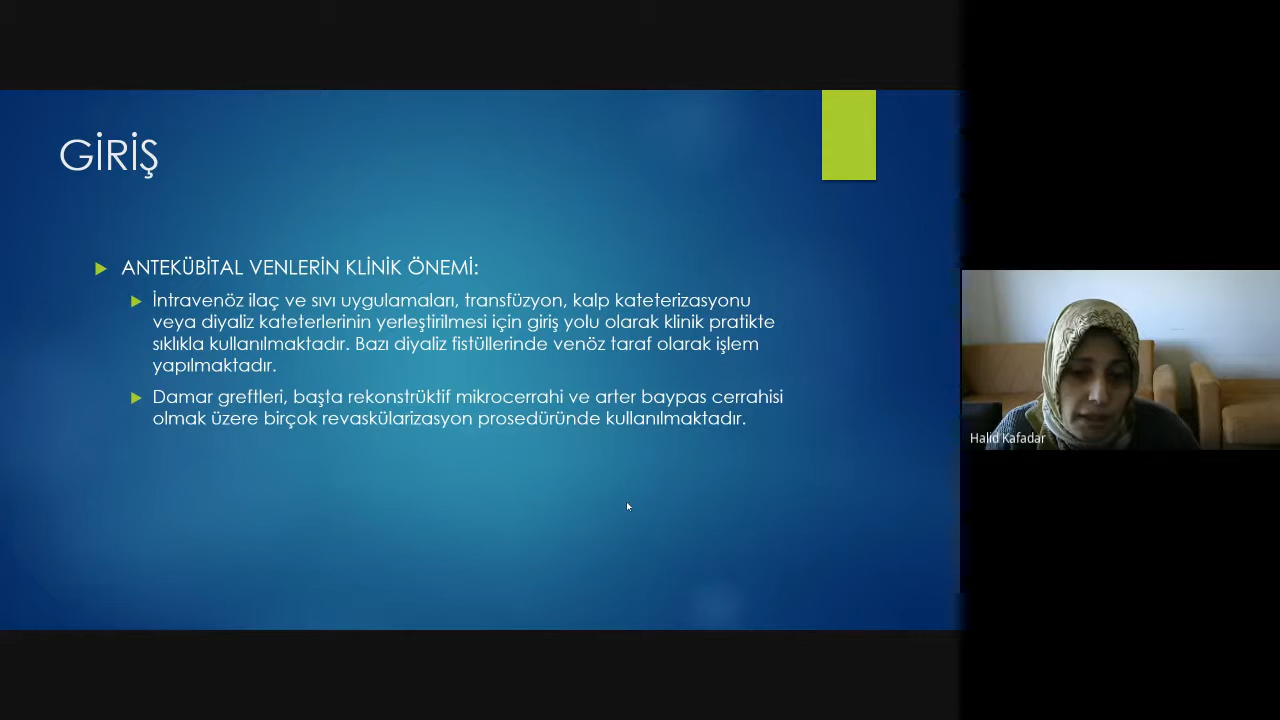 GİRİŞ
ANTEKÜBİTAL VENLERİN KLİNİK ÖNEMİ:
İntravenöz ilaç ve sıvı uygulamaları, transfüzyon, kalp kateterizasyonu
veya diyaliz kateterlerinin yerleştirilmesi için giriş yolu olarak klinik pratikte
sıklıkla kullanılmaktadır. Bazı diyaliz fistüllerinde venöz taraf olarak işlem
yapılmaktadır.
Damar greftleri, başta rekonstrüktif mikrocerrahi ve arter baypas cerrahisi
olmak üzere birçok revaskülarizasyon prosedüründe kullanılmaktadır.
Halid Kafadar